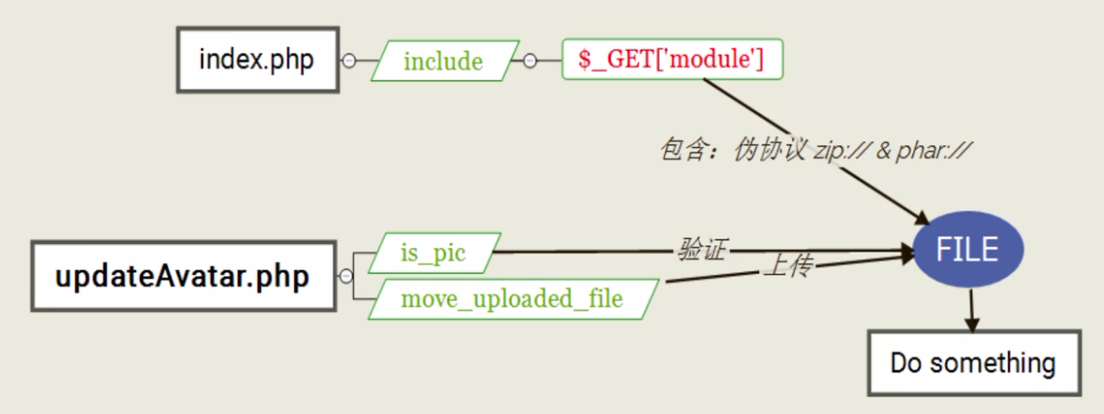 index.php
include
$_GET['module']
包含：伪协议 zip:// & phar://
updateAvatar.php
is_pic
move_uploaded_file
验证
上传
FILE
Do something